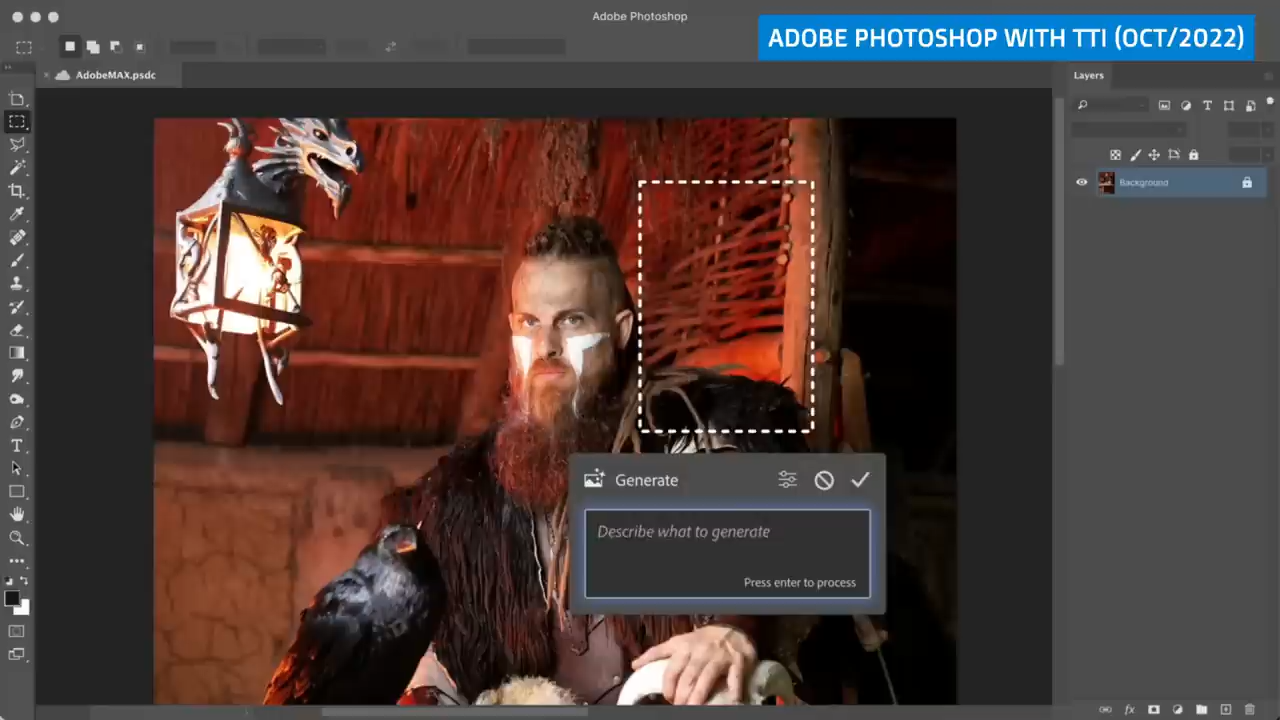 Adobe Photoshop
ADOBE PHOTOSHOP WITH TTI (OCT/2022)
AdobeMAX.psdc
Layers
Background
Generate
Describe what to generate
Press enter to process